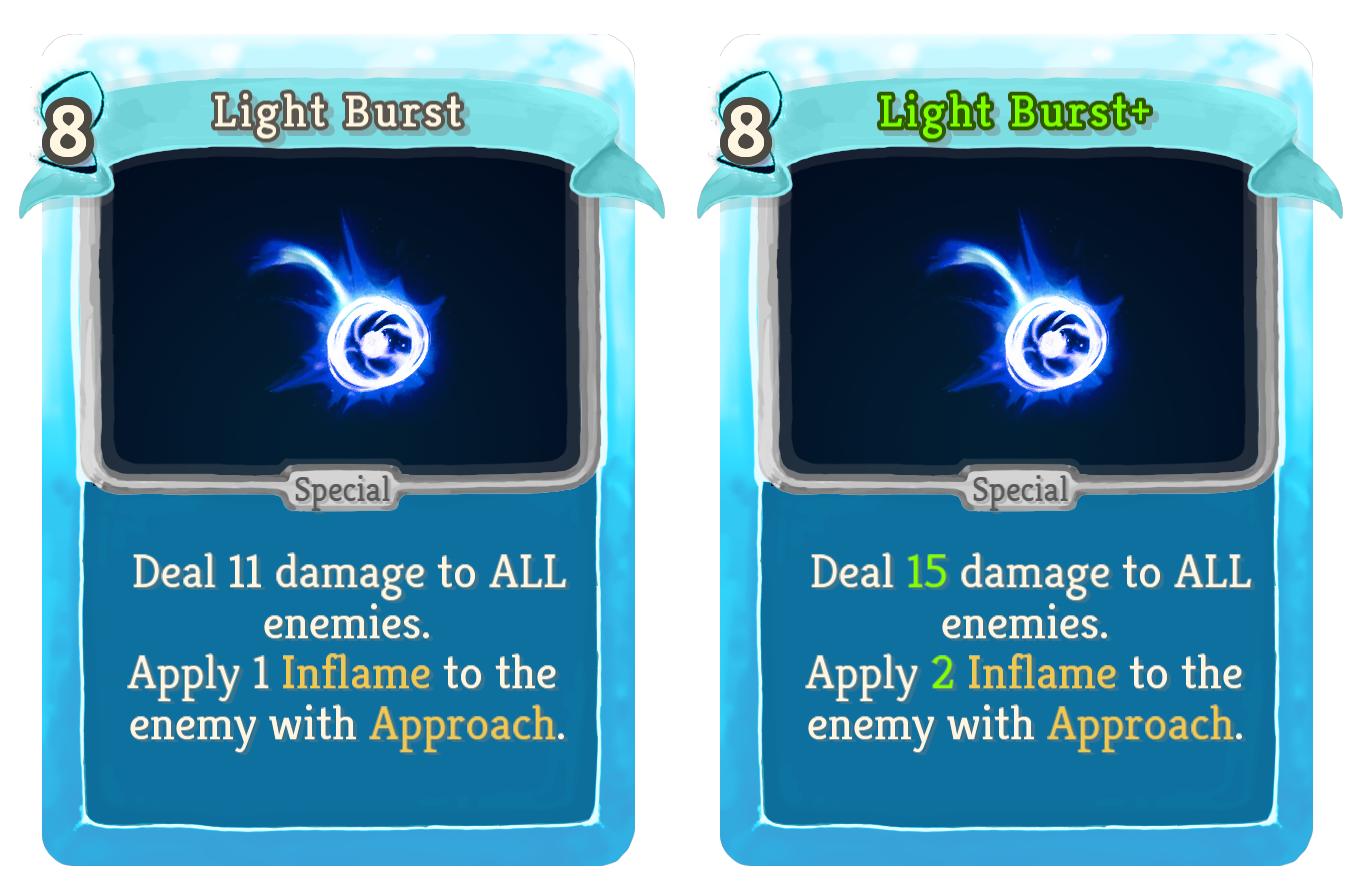 8
Light Burst
Special
Deal 11 damage to ALL
enemies.
Apply 1 Inflame to the
enemy with Approach.
8
Light Burst+
Special
Deal 15 damage to ALL
enemies.
Apply 2 Inflame to the
enemy with Approach.